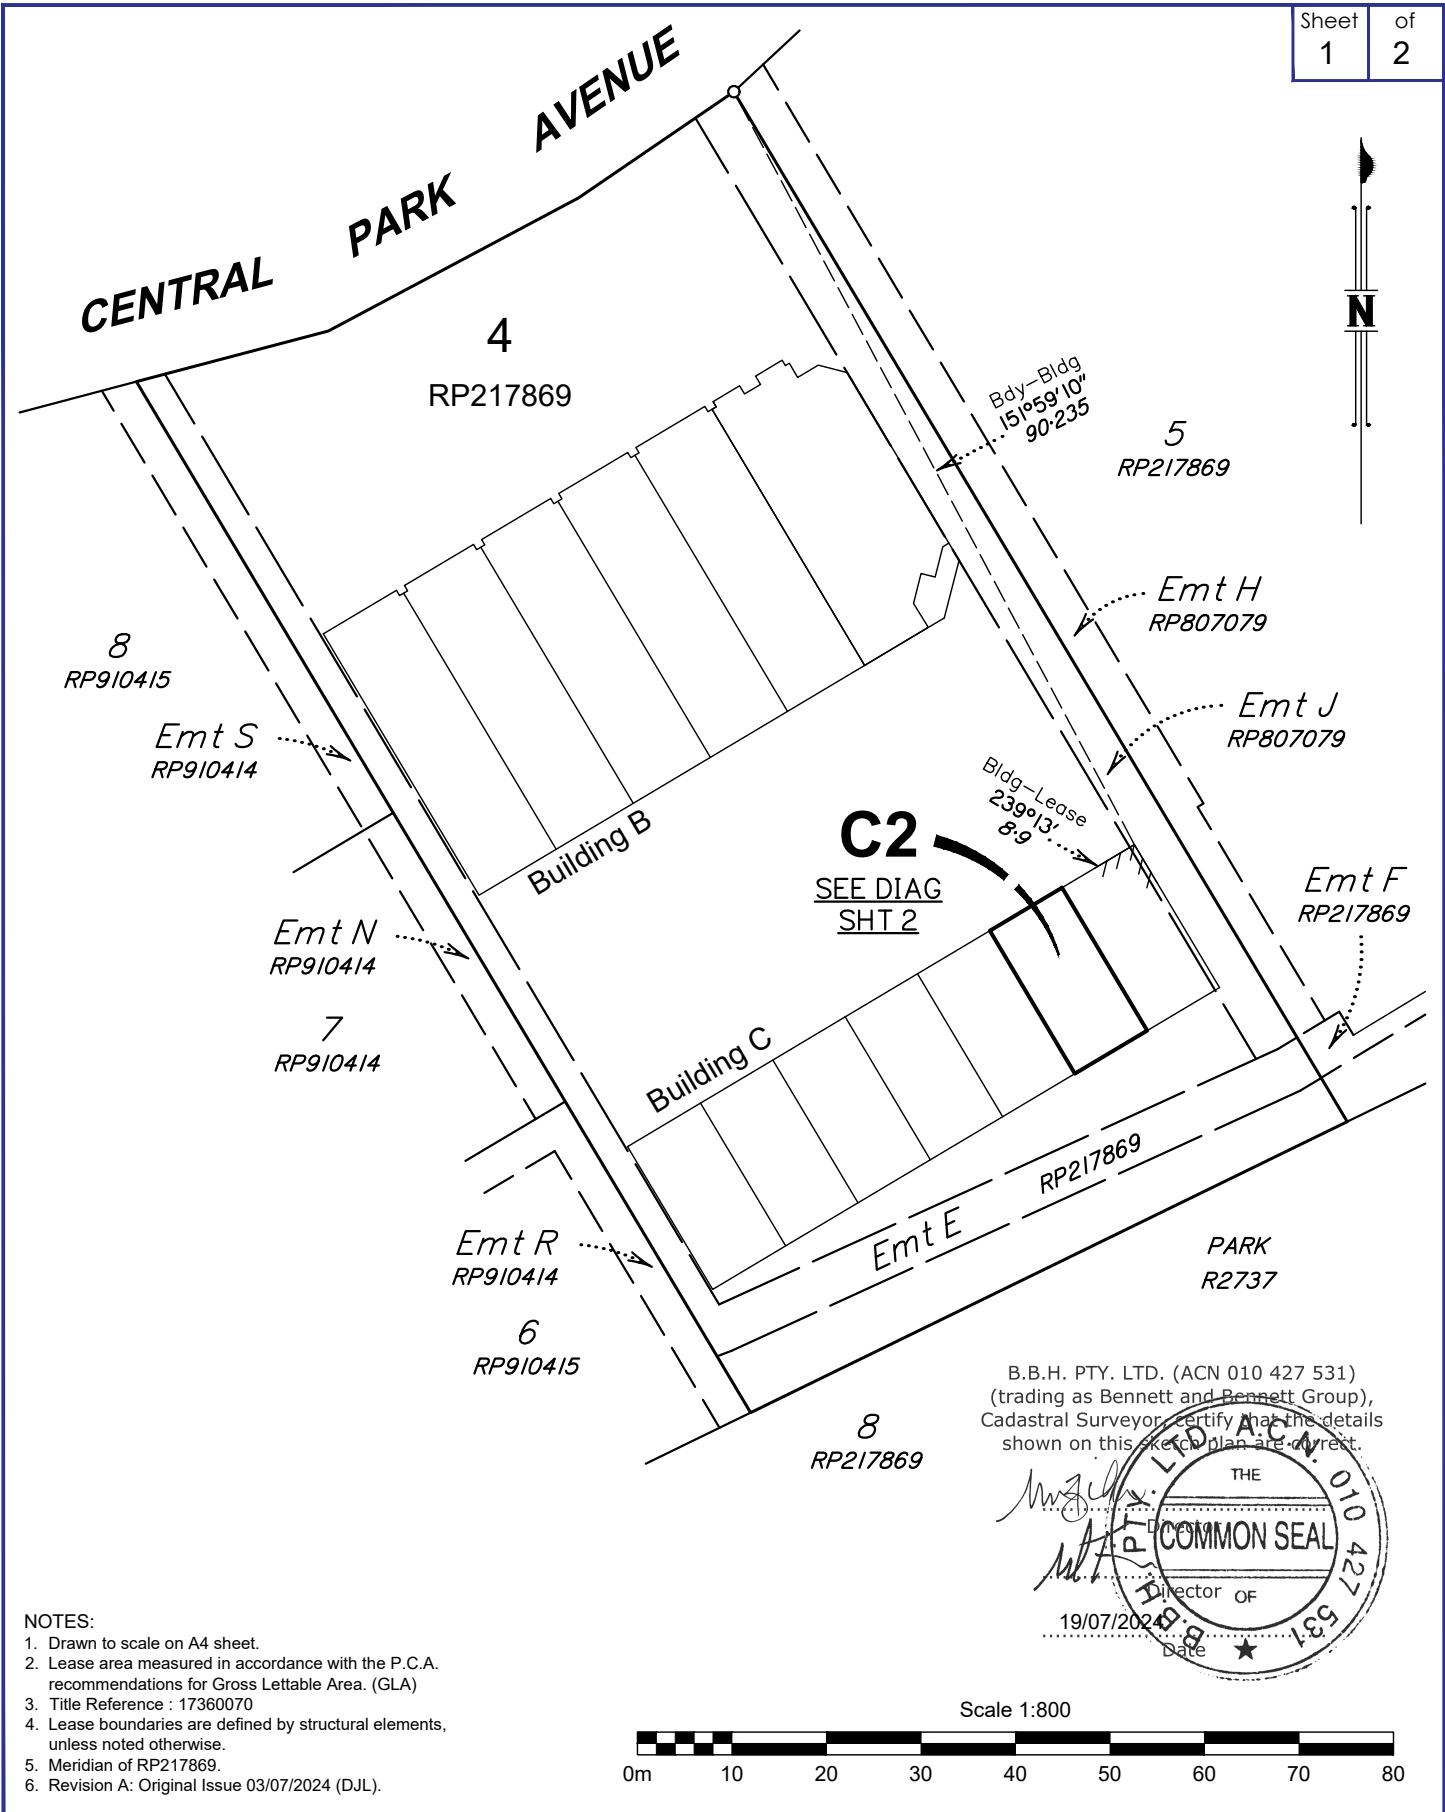 Sheet of
1 2
CENTRAL PARK AVENUE
N
4
RP217869
Bdy-Bldg
151°59'10"
90·235
5
RP217869
Emt H
RP807079
8
RP910415
Emt S
RP910414
Emt J
RP807079
Bldg-Lease
239°13'
8·9
C2
SEE DIAG
SHT 2
Building B
Emt F
RP217869
Emt N
RP910414
7
RP910414
Building C
RP217869
Emt E
Emt R
RP910414
PARK
R2737
6
RP910415
8
RP217869
B.B.H. PTY. LTD. (ACN 010 427 531)
(trading as Bennett and Bennett Group),
Cadastral Surveyor, certify that the details
shown on this sketch plan are correct.
Director
Director
19/07/2024
Date
B.B.H. PTY. LTD. A.C.N. 010 427 531
THE
COMMON SEAL
OF
NOTES:
1. Drawn to scale on A4 sheet.
2. Lease area measured in accordance with the P.C.A.
recommendations for Gross Lettable Area. (GLA)
3. Title Reference : 17360070
4. Lease boundaries are defined by structural elements,
unless noted otherwise.
5. Meridian of RP217869.
6. Revision A: Original Issue 03/07/2024 (DJL).
Scale 1:800
0m 10 20 30 40 50 60 70 80